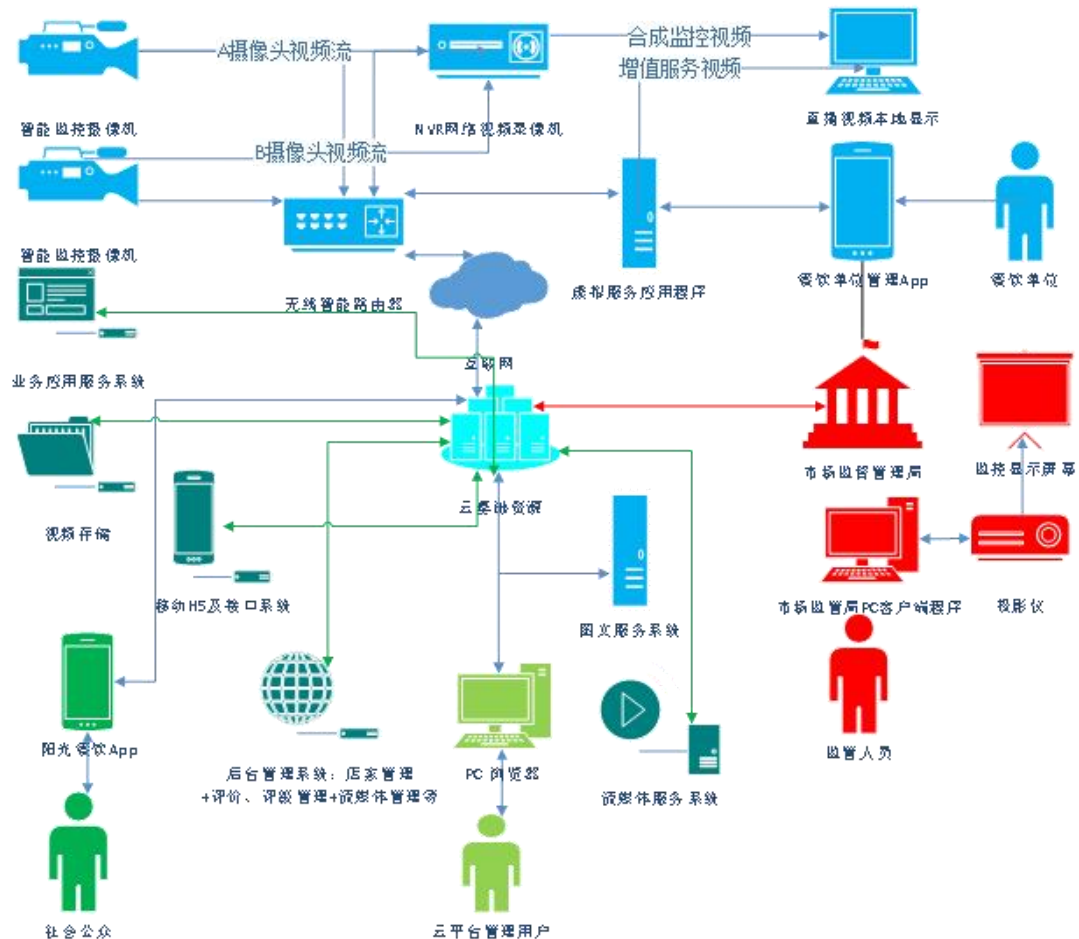 A摄像头视频流
合成监控视频
增值服务视频
智能监控摄像机
NVR网络视频录像机
直播视频本地显示
B摄像头视频流
智能监控摄像机
无线智能路由器
虚拟服务应用程序
餐饮单位管理App
餐饮单位
互联网
业务应用服务系统
云基础资源
市场监督管理局
监控显示屏幕
视频存储
移动H5及接口系统
图文服务系统
市场监管局PC客户端程序
投影仪
阳光餐饮App
后台管理系统：店家管理
+评价、评级管理+流媒体管理等
PC 浏览器
流媒体服务系统
监管人员
社会公众
云平台管理用户